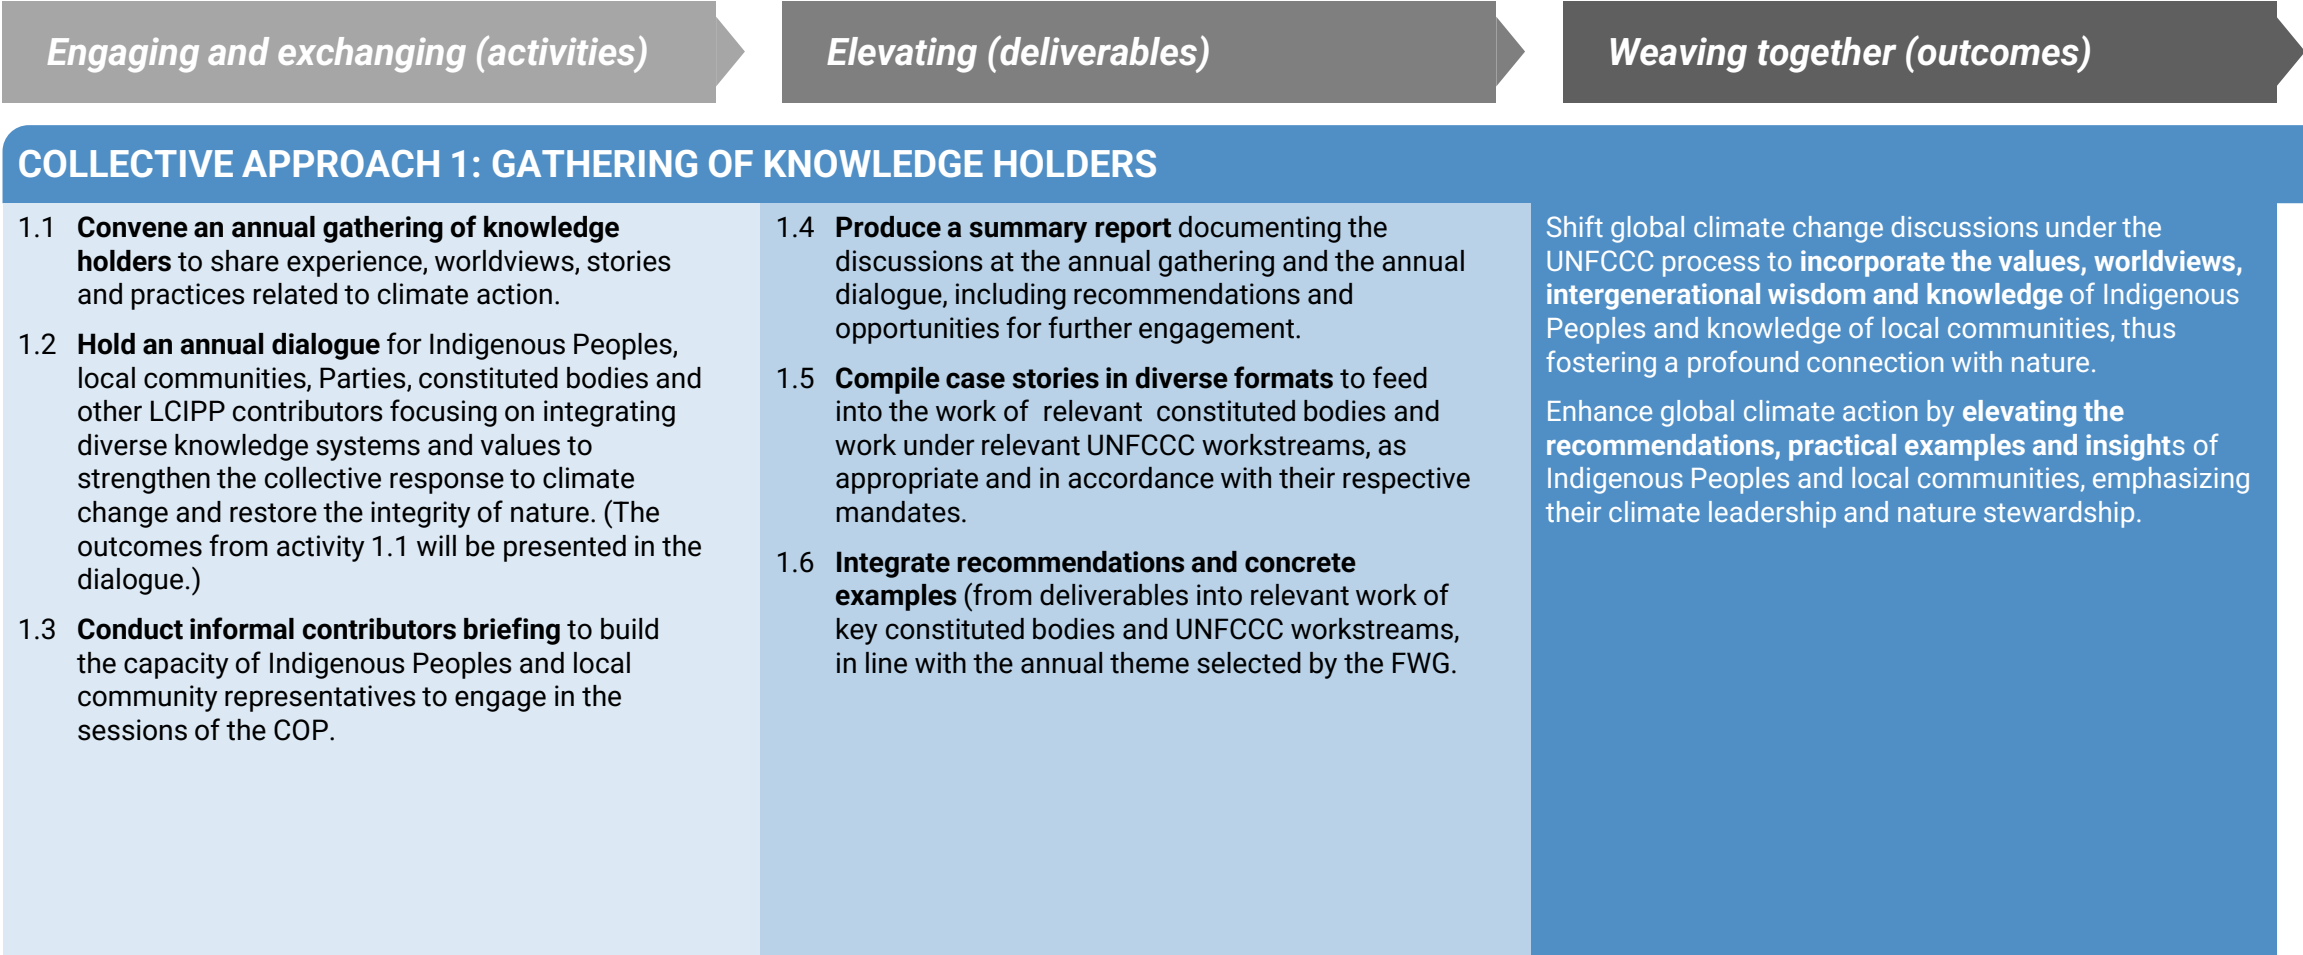 Engaging and exchanging (activities)
Elevating (deliverables)
Weaving together (outcomes)
COLLECTIVE APPROACH 1: GATHERING OF KNOWLEDGE HOLDERS
1.1 Convene an annual gathering of knowledge
holders to share experience, worldviews, stories
and practices related to climate action.
1.2 Hold an annual dialogue for Indigenous Peoples,
local communities, Parties, constituted bodies and
other LCIPP contributors focusing on integrating
diverse knowledge systems and values to
strengthen the collective response to climate
change and restore the integrity of nature. (The
outcomes from activity 1.1 will be presented in the
dialogue.)
1.3 Conduct informal contributors briefing to build
the capacity of Indigenous Peoples and local
community representatives to engage in the
sessions of the COP.
1.4 Produce a summary report documenting the
discussions at the annual gathering and the annual
dialogue, including recommendations and
opportunities for further engagement.
1.5 Compile case stories in diverse formats to feed
into the work of relevant constituted bodies and
work under relevant UNFCCC workstreams, as
appropriate and in accordance with their respective
mandates.
1.6 Integrate recommendations and concrete
examples (from deliverables into relevant work of
key constituted bodies and UNFCCC workstreams,
in line with the annual theme selected by the FWG.
Shift global climate change discussions under the
UNFCCC process to incorporate the values, worldviews,
intergenerational wisdom and knowledge of Indigenous
Peoples and knowledge of local communities, thus
fostering a profound connection with nature.
Enhance global climate action by elevating the
recommendations, practical examples and insights of
Indigenous Peoples and local communities, emphasizing
their climate leadership and nature stewardship.